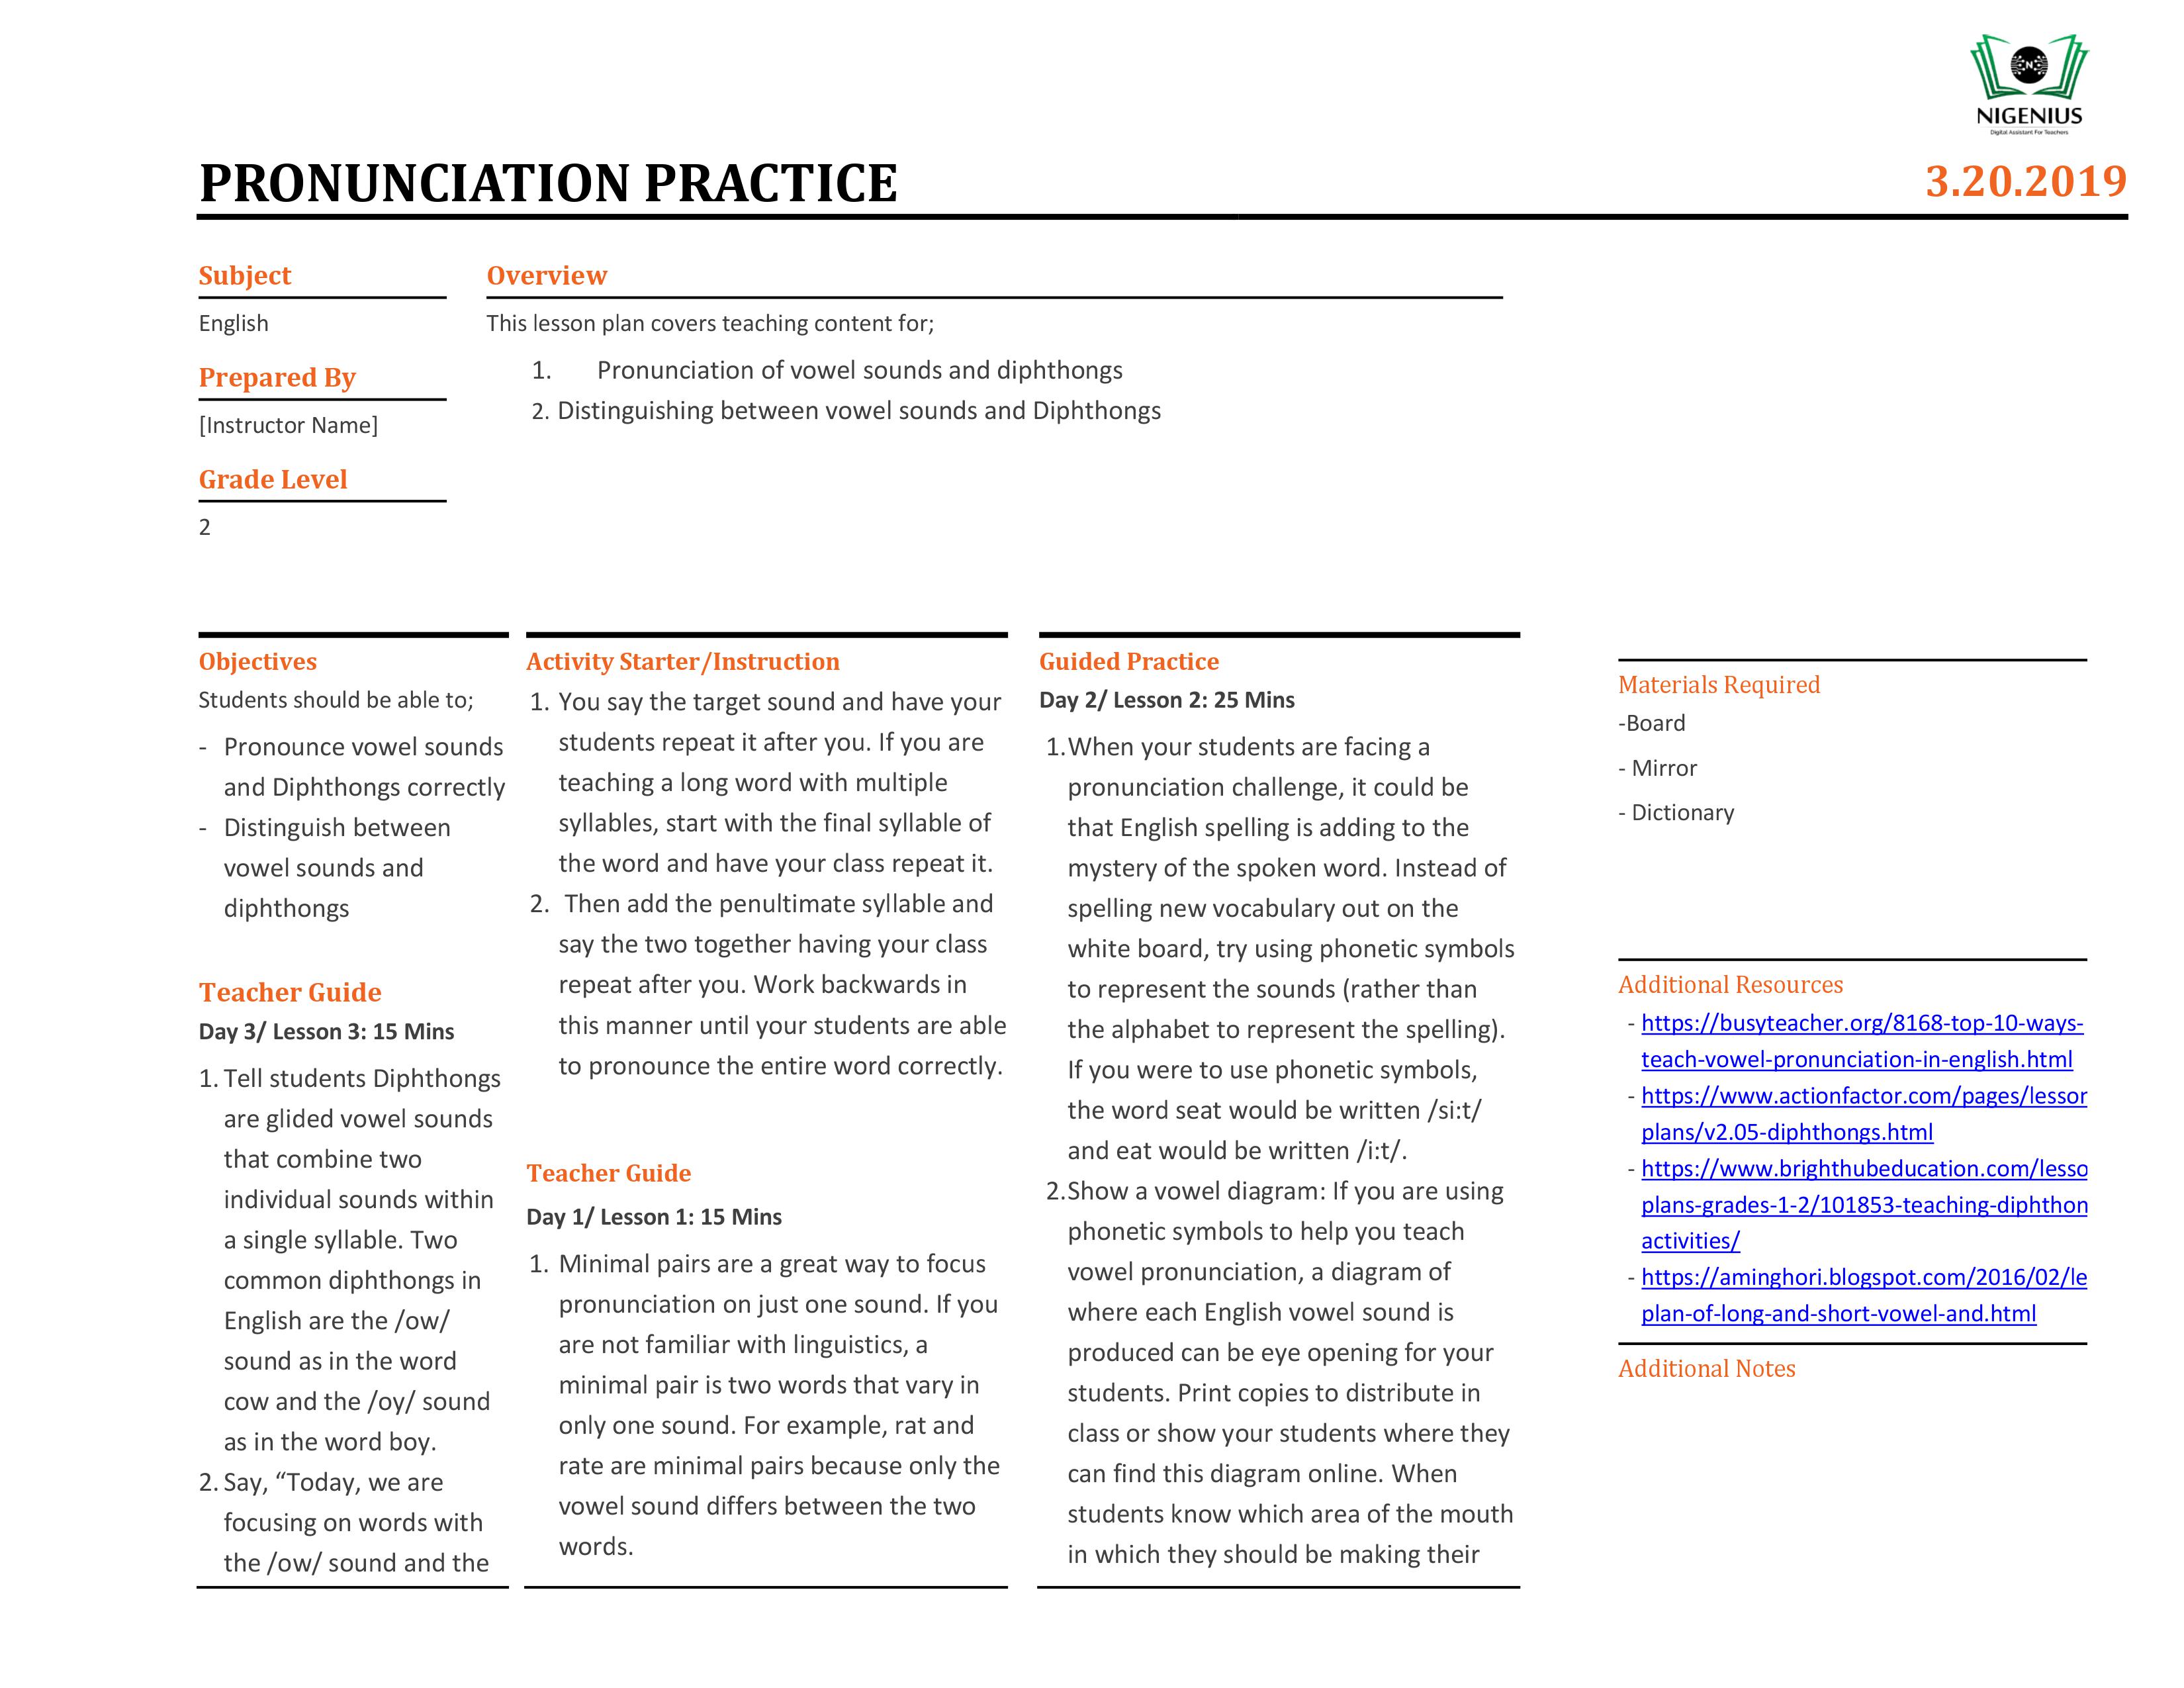 NIGENIUS
Digital Assistant For Teachers
PRONUNCIATION PRACTICE
3.20.2019
Subject
English
Prepared By
[Instructor Name]
Grade Level
2
Overview
This lesson plan covers teaching content for;
1. Pronunciation of vowel sounds and diphthongs
2. Distinguishing between vowel sounds and Diphthongs
Objectives
Students should be able to;
- Pronounce vowel sounds
and Diphthongs correctly
- Distinguish between
vowel sounds and
diphthongs
Teacher Guide
Day 3/ Lesson 3: 15 Mins
1. Tell students Diphthongs
are glided vowel sounds
that combine two
individual sounds within
a single syllable. Two
common diphthongs in
English are the /ow/
sound as in the word
cow and the /oy/ sound
as in the word boy.
2. Say, “Today, we are
focusing on words with
the /ow/ sound and the
Activity Starter/Instruction
1. You say the target sound and have your
students repeat it after you. If you are
teaching a long word with multiple
syllables, start with the final syllable of
the word and have your class repeat it.
2. Then add the penultimate syllable and
say the two together having your class
repeat after you. Work backwards in
this manner until your students are able
to pronounce the entire word correctly.
Teacher Guide
Day 1/ Lesson 1: 15 Mins
1. Minimal pairs are a great way to focus
pronunciation on just one sound. If you
are not familiar with linguistics, a
minimal pair is two words that vary in
only one sound. For example, rat and
rate are minimal pairs because only the
vowel sound differs between the two
words.
Guided Practice
Day 2/ Lesson 2: 25 Mins
1.When your students are facing a
pronunciation challenge, it could be
that English spelling is adding to the
mystery of the spoken word. Instead of
spelling new vocabulary out on the
white board, try using phonetic symbols
to represent the sounds (rather than
the alphabet to represent the spelling).
If you were to use phonetic symbols,
the word seat would be written /si:t/
and eat would be written /i:t/.
2.Show a vowel diagram: If you are using
phonetic symbols to help you teach
vowel pronunciation, a diagram of
where each English vowel sound is
produced can be eye opening for your
students. Print copies to distribute in
class or show your students where they
can find this diagram online. When
students know which area of the mouth
in which they should be making their
Materials Required
-Board
- Mirror
- Dictionary
Additional Resources
- https://busyteacher.org/8168-top-10-ways-
teach-vowel-pronunciation-in-english.html
- https://www.actionfactor.com/pages/lesson
plans/v2.05-diphthongs.html
- https://www.brighthubeducation.com/lesso
plans-grades-1-2/101853-teaching-diphthon
activities/
- https://aminghori.blogspot.com/2016/02/le
plan-of-long-and-short-vowel-and.html
Additional Notes